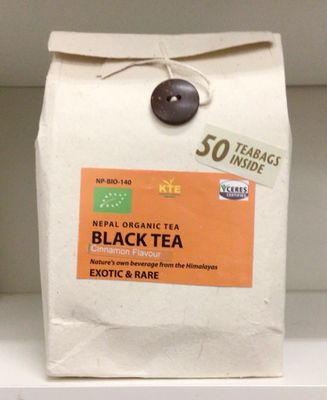 50 TEABAGS
INSIDE
NP-BIO-140
KTE
CERES
CERTIFIED
NEPAL ORGANIC TEA
BLACK TEA
Cinnamon Flavour
Nature's own beverage from the Himalayas
EXOTIC & RARE